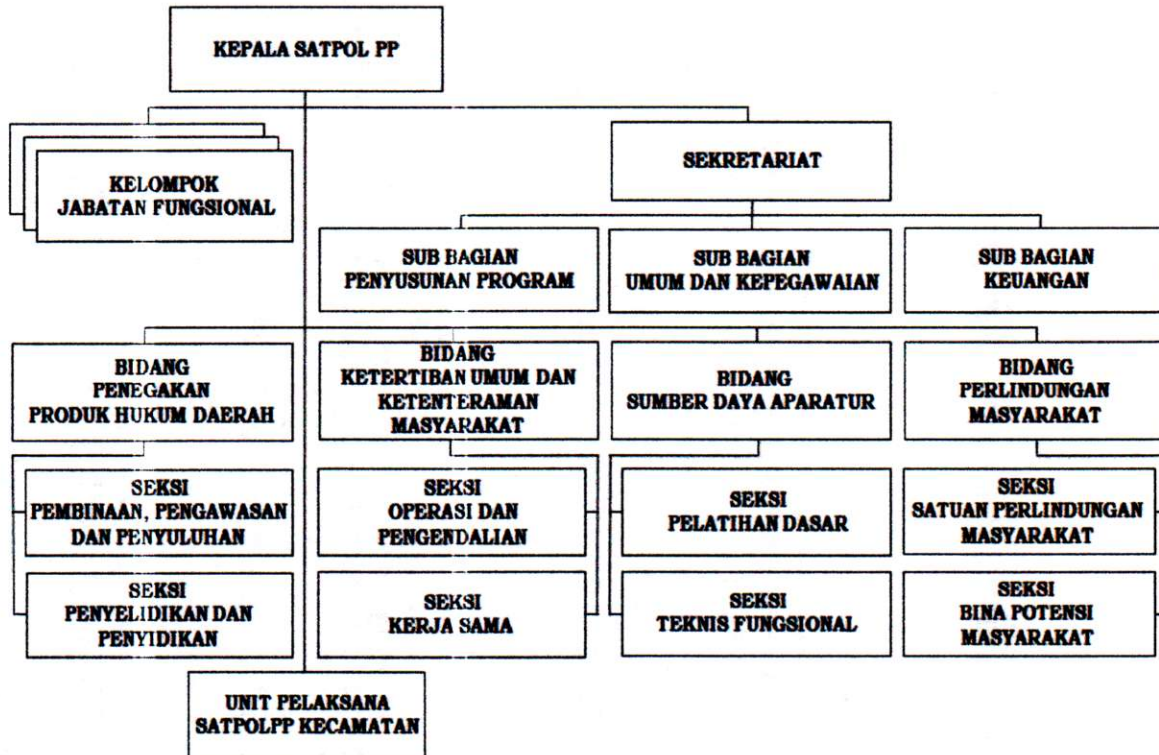 KEPALA SATPOL PP
KELOMPOK
JABATAN FUNGSIONAL
SEKRETARIAT
SUB BAGIAN
PENYUSUNAN PROGRAM
SUB BAGIAN
UMUM DAN KEPEGAWAIAN
SUB BAGIAN
KEUANGAN
BIDANG
PENEGAKAN
PRODUK HUKUM DAERAH
BIDANG
KETERTIBAN UMUM DAN
KETENTERAMAN
MASYARAKAT
BIDANG
SUMBER DAYA APARATUR
BIDANG
PERLINDUNGAN
MASYARAKAT
SEKSI
PEMBINAAN, PENGAWASAN
DAN PENYULUHAN
SEKSI
OPERASI DAN
PENGENDALIAN
SEKSI
PELATIHAN DASAR
SEKSI
SATUAN PERLINDUNGAN
MASYARAKAT
SEKSI
PENYELIDIKAN DAN
PENYIDIKAN
SEKSI
KERJA SAMA
SEKSI
TEKNIS FUNGSIONAL
SEKSI
BINA POTENSI
MASYARAKAT
UNIT PELAKSANA
SATPOLPP KECAMATAN